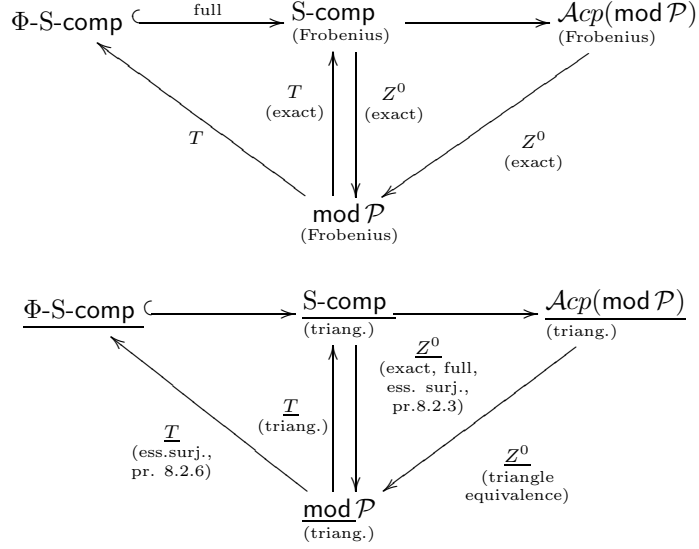 Φ-S-comp full S-comp 𝒜cp(mod 𝒫)
(Frobenius) (Frobenius)
T Z⁰
(exact) (exact)
T Z⁰
(exact)
mod 𝒫
(Frobenius)
Φ-S-comp S-comp 𝒜cp(mod 𝒫)
(triang.) (triang.)
Z⁰
(exact, full,
ess. surj.,
pr.8.2.3)
T
(triang.)
T
(ess.surj.,
pr. 8.2.6)
Z⁰
(triangle
equivalence)
mod 𝒫
(triang.)